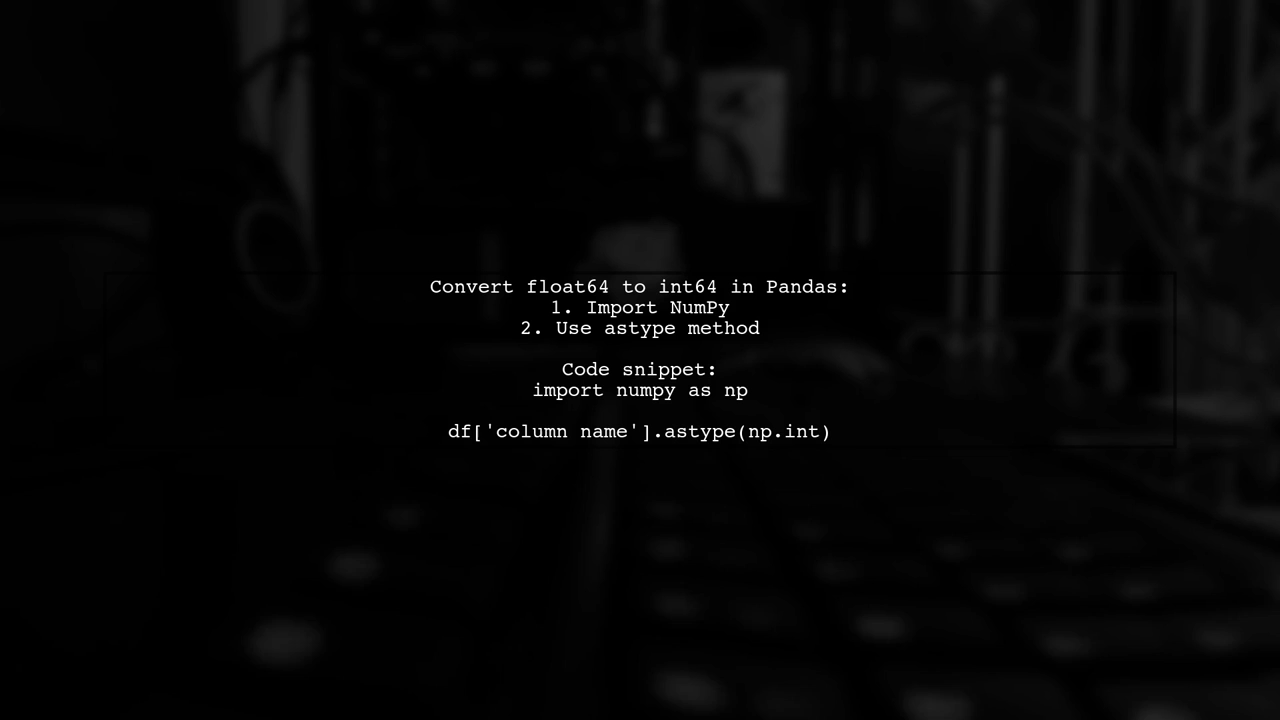 Convert float64 to int64 in Pandas:
1. Import NumPy
2. Use astype method
Code snippet:
import numpy as np
df['column name'].astype(np.int)